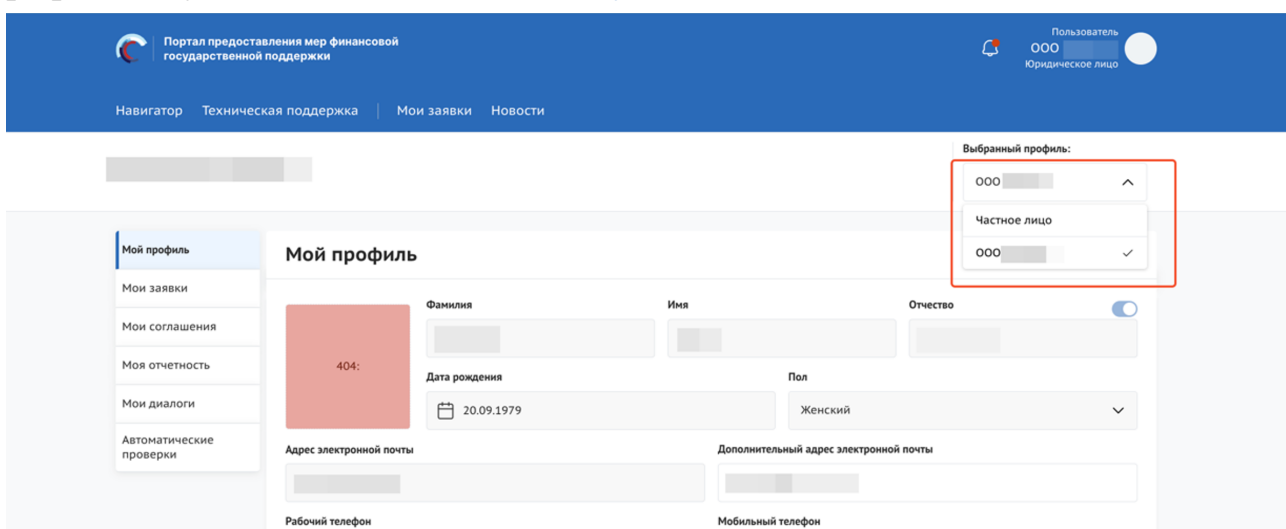 Портал предоставления мер финансовой
государственной поддержки
Пользователь
ООО
Юридическое лицо
Навигатор Техническая поддержка Мои заявки Новости
Выбранный профиль:
ООО
Частное лицо
ООО
Мой профиль
Мои заявки
Мои соглашения
Моя отчетность
Мои диалоги
Автоматические
проверки
Мой профиль
404:
Фамилия Имя Отчество
Дата рождения Пол
20.09.1979 Женский
Адрес электронной почты Дополнительный адрес электронной почты
Рабочий телефон Мобильный телефон